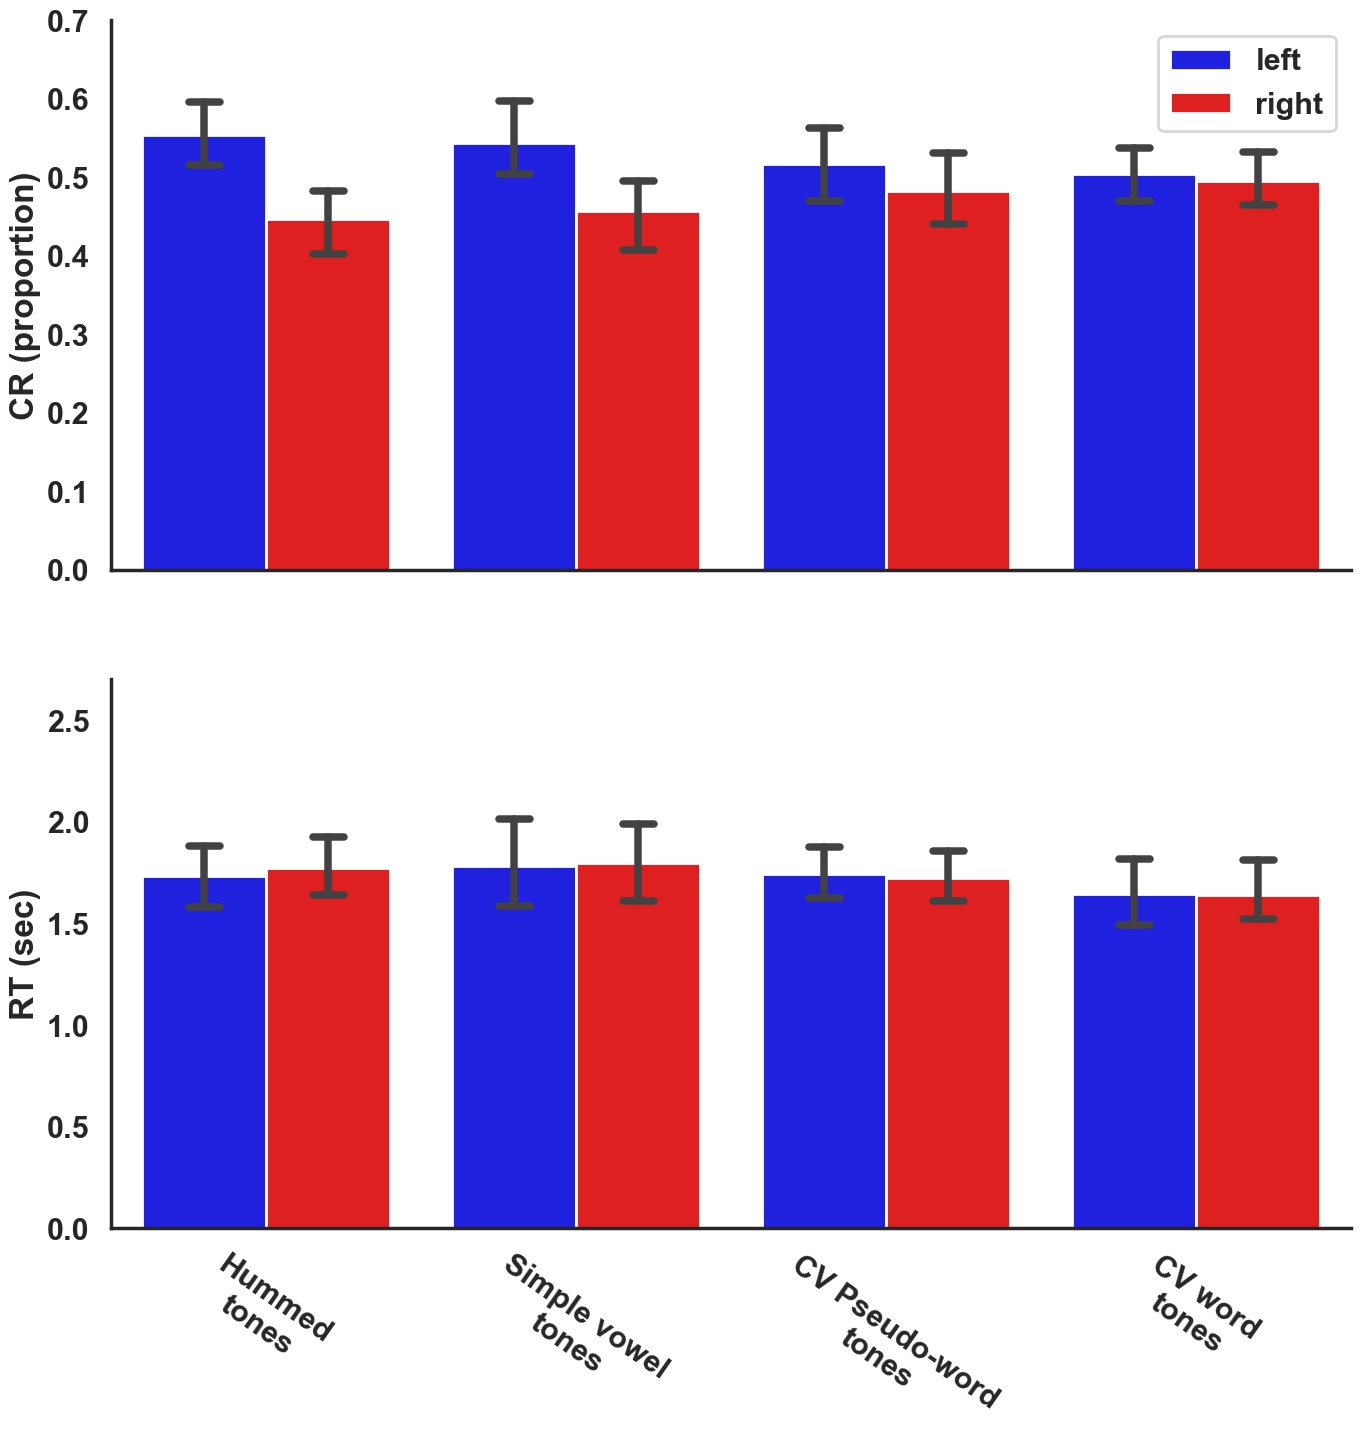 0.7
0.6
0.5
0.4
0.3
0.2
0.1
0.0
CR (proportion)
left
right
2.5
2.0
1.5
1.0
0.5
0.0
RT (sec)
Hummed
tones
Simple vowel
tones
CV Pseudo-word
tones
CV word
tones